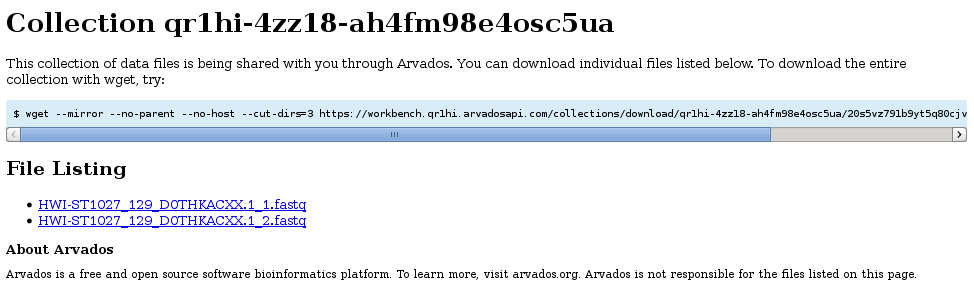 Collection qr1hi-4zz18-ah4fm98e4osc5ua
This collection of data files is being shared with you through Arvados. You can download individual files listed below. To download the entire
collection with wget, try:
$ wget --mirror --no-parent --no-host --cut-dirs=3 https://workbench.qr1hi.arvadosapi.com/collections/download/qr1hi-4zz18-ah4fm98e4osc5ua/20s5vz791b9yt5q80cjv
File Listing
HWI-ST1027_129_D0THKACXX.1_1.fastq
HWI-ST1027_129_D0THKACXX.1_2.fastq
About Arvados
Arvados is a free and open source software bioinformatics platform. To learn more, visit arvados.org. Arvados is not responsible for the files listed on this page.